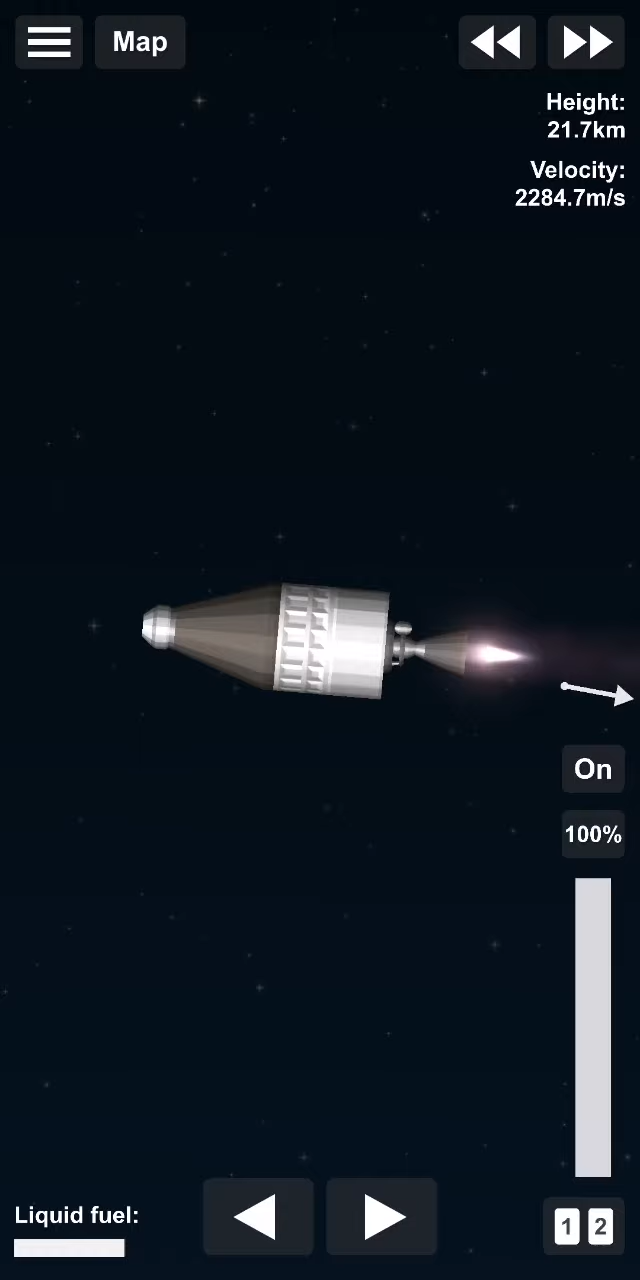 Map
Height:
21.7km
Velocity:
2284.7m/s
On
100%
Liquid fuel:
1 2